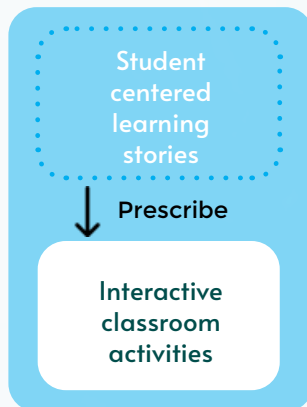 Student
centered
learning
stories
Prescribe
Interactive
classroom
activities